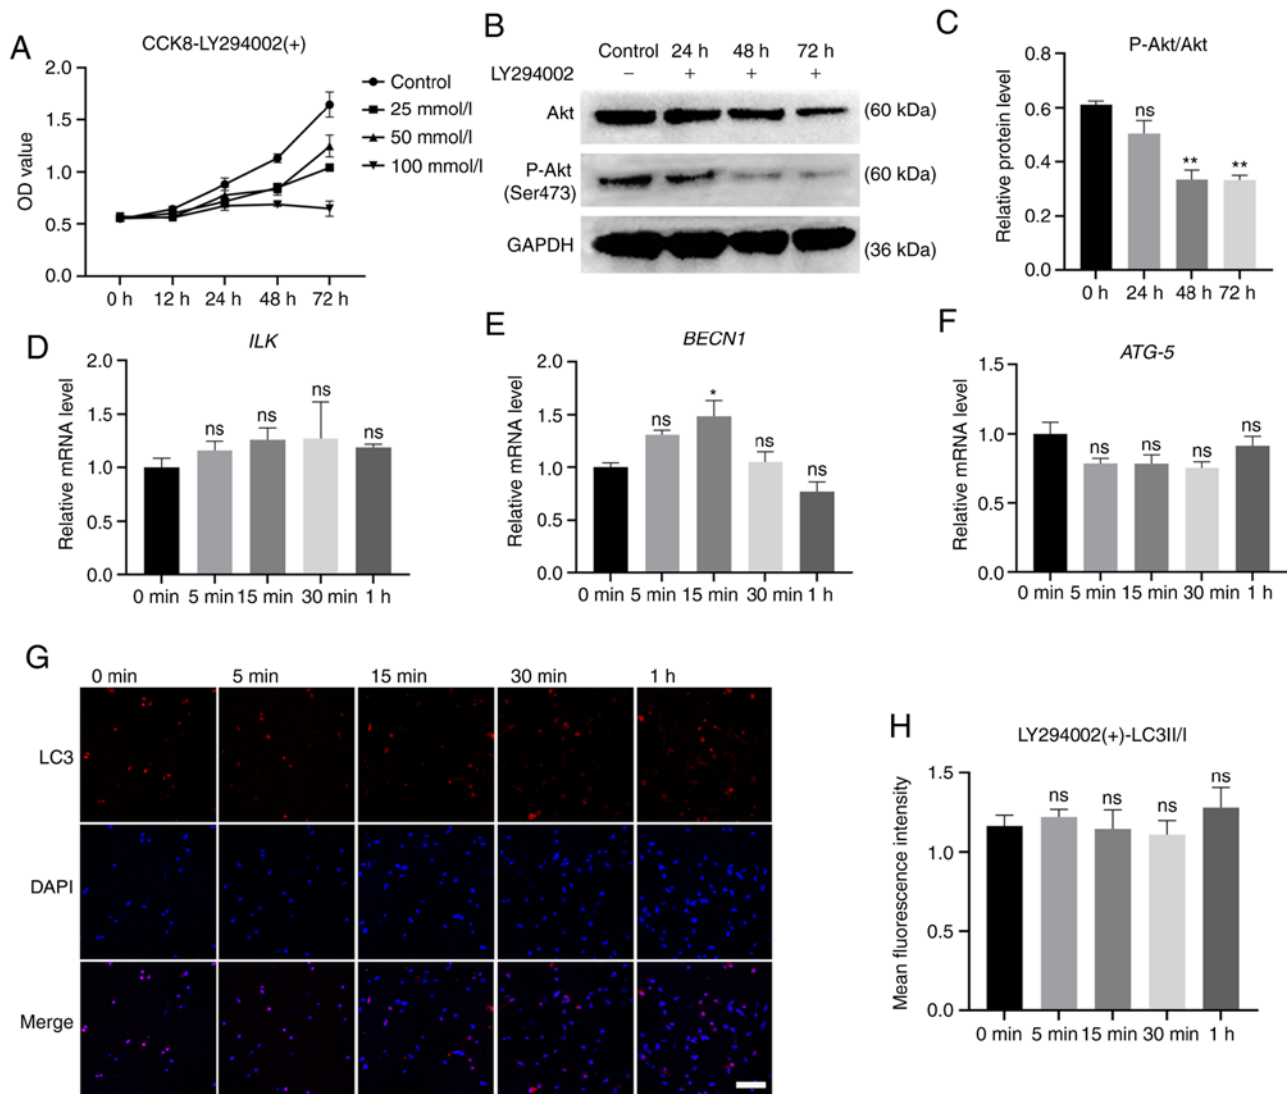 A
CCK8-LY294002(+)
2.0
1.5
1.0
0.5
0.0
OD value
0 h 12 h 24 h 48 h 72 h
Control
25 mmol/l
50 mmol/l
100 mmol/l
B
Control 24 h 48 h 72 h
LY294002 – + + +
Akt (60 kDa)
P-Akt (60 kDa)
(Ser473)
GAPDH (36 kDa)
C
P-Akt/Akt
Relative protein level
0.8
0.6
0.4
0.2
0.0
ns ** **
0 h 24 h 48 h 72 h
D
ILK
Relative mRNA level
2.0
1.5
1.0
0.5
0.0
ns ns ns ns
0 min 5 min 15 min 30 min 1 h
E
BECN1
Relative mRNA level
2.0
1.5
1.0
0.5
0.0
ns * ns ns
0 min 5 min 15 min 30 min 1 h
F
ATG-5
Relative mRNA level
1.5
1.0
0.5
0.0
ns ns ns ns
0 min 5 min 15 min 30 min 1 h
G
0 min 5 min 15 min 30 min 1 h
LC3
DAPI
Merge
H
LY294002(+)-LC3II/I
Mean fluorescence intensity
1.5
1.0
0.5
0.0
ns ns ns ns
0 min 5 min 15 min 30 min 1 h